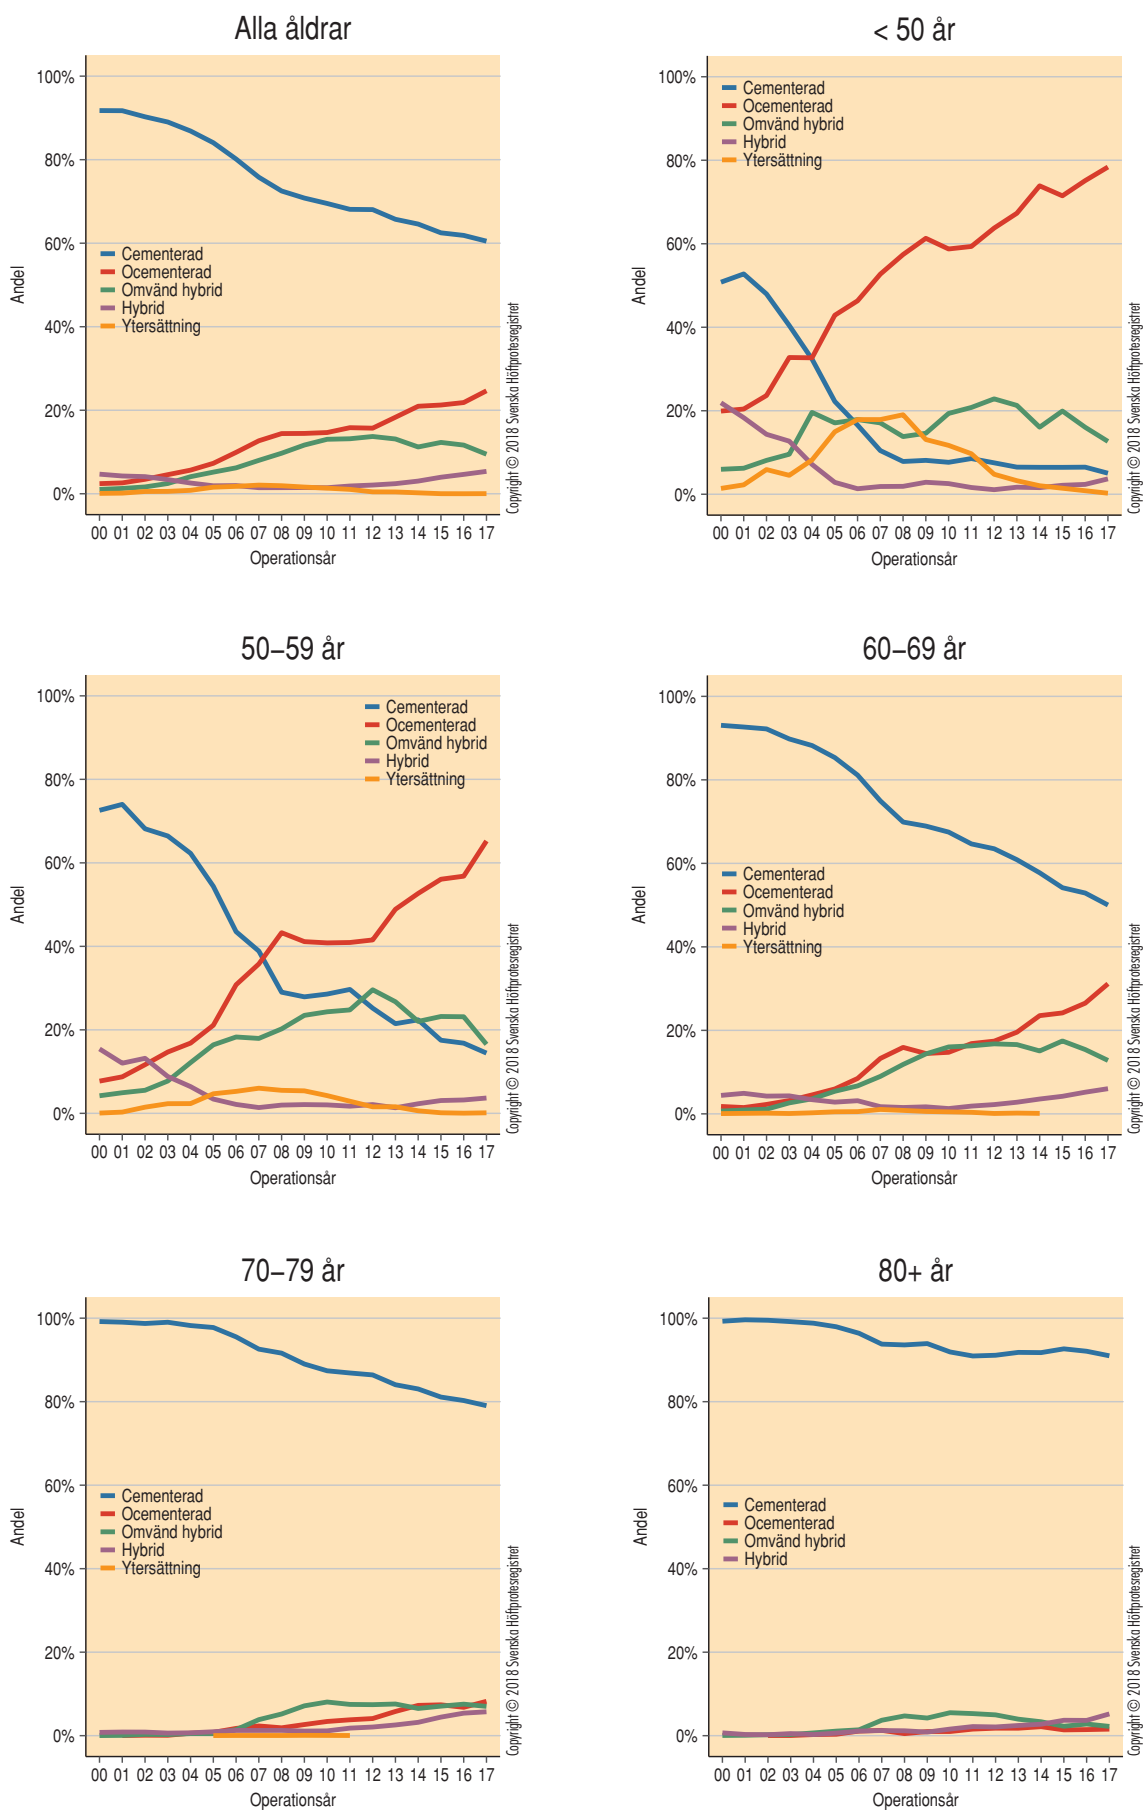 Alla åldrar
100%
80%
60%
40%
20%
0%
Andel
Cementerad
Ocementerad
Omvänd hybrid
Hybrid
Ytersättning
00 01 02 03 04 05 06 07 08 09 10 11 12 13 14 15 16 17
Operationsår
Copyright © 2018 Svenska Höftprotesregistret
< 50 år
100%
80%
60%
40%
20%
0%
Andel
Cementerad
Ocementerad
Omvänd hybrid
Hybrid
Ytersättning
00 01 02 03 04 05 06 07 08 09 10 11 12 13 14 15 16 17
Operationsår
Copyright © 2018 Svenska Höftprotesregistret
50–59 år
100%
80%
60%
40%
20%
0%
Andel
Cementerad
Ocementerad
Omvänd hybrid
Hybrid
Ytersättning
00 01 02 03 04 05 06 07 08 09 10 11 12 13 14 15 16 17
Operationsår
Copyright © 2018 Svenska Höftprotesregistret
60–69 år
100%
80%
60%
40%
20%
0%
Andel
Cementerad
Ocementerad
Omvänd hybrid
Hybrid
Ytersättning
00 01 02 03 04 05 06 07 08 09 10 11 12 13 14 15 16 17
Operationsår
Copyright © 2018 Svenska Höftprotesregistret
70–79 år
100%
80%
60%
40%
20%
0%
Andel
Cementerad
Ocementerad
Omvänd hybrid
Hybrid
Ytersättning
00 01 02 03 04 05 06 07 08 09 10 11 12 13 14 15 16 17
Operationsår
Copyright © 2018 Svenska Höftprotesregistret
80+ år
100%
80%
60%
40%
20%
0%
Andel
Cementerad
Ocementerad
Omvänd hybrid
Hybrid
00 01 02 03 04 05 06 07 08 09 10 11 12 13 14 15 16 17
Operationsår
Copyright © 2018 Svenska Höftprotesregistret